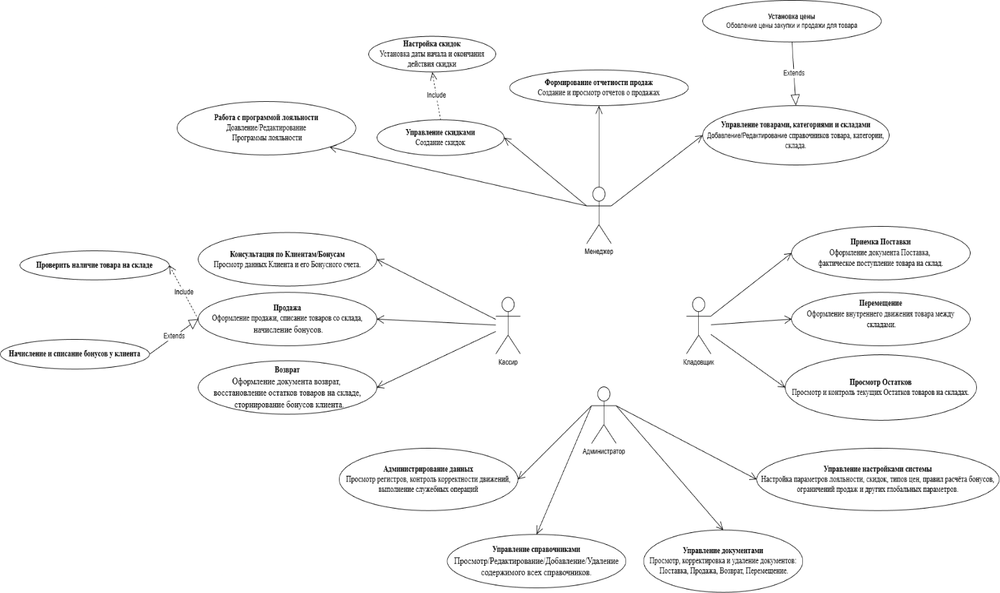 Установка цены
Обовление цены закупки и продажи для товара
Настройка скидок
Установка даты начала и окончания
действия скидки
Extends
Формирование отчетности продаж
Создание и просмотр отчетов о продажах
Include
Работа с программой лояльности
Доавление/Редактирование
Программы лояльности
Управление скидками
Создание скидок
Управление товарами, категориями и складами
Добавление/Редактирование справочников товара, категории,
склада.
Менеджер
Консультация по Клиентам/Бонусам
Просмотр данных Клиента и его Бонусного счета.
Приемка Поставки
Оформление документа Поставка,
фактическое поступление товара на склад.
Проверить наличие товара на складе
Include
Продажа
Оформление продажи, списание товаров со склада,
начисление бонусов.
Перемещение
Оформление внутреннего движения товара между
складами.
Extends
Начисление и списание бонусов у клиента
Кассир
Кладовщик
Возврат
Оформление документа возврат,
восстановление остатков товаров на складе,
сторнирование бонусов клиента.
Просмотр Остатков
Просмотр и контроль текущих Остатков товаров на складах.
Администратор
Администрирование данных
Просмотр регистров, контроль корректности движений,
выполнение служебных операций
Управление настройками системы
Настройка параметров лояльности, скидок, типов цен, правил расчёта бонусов,
ограничений продаж и других глобальных параметров.
Управление справочниками
Просмотр/Редактирование/Добавление/Удаление
содержимого всех справочников.
Управление документами
Просмотр, корректировка и удаление документов:
Поставка, Продажа, Возврат, Перемещение.